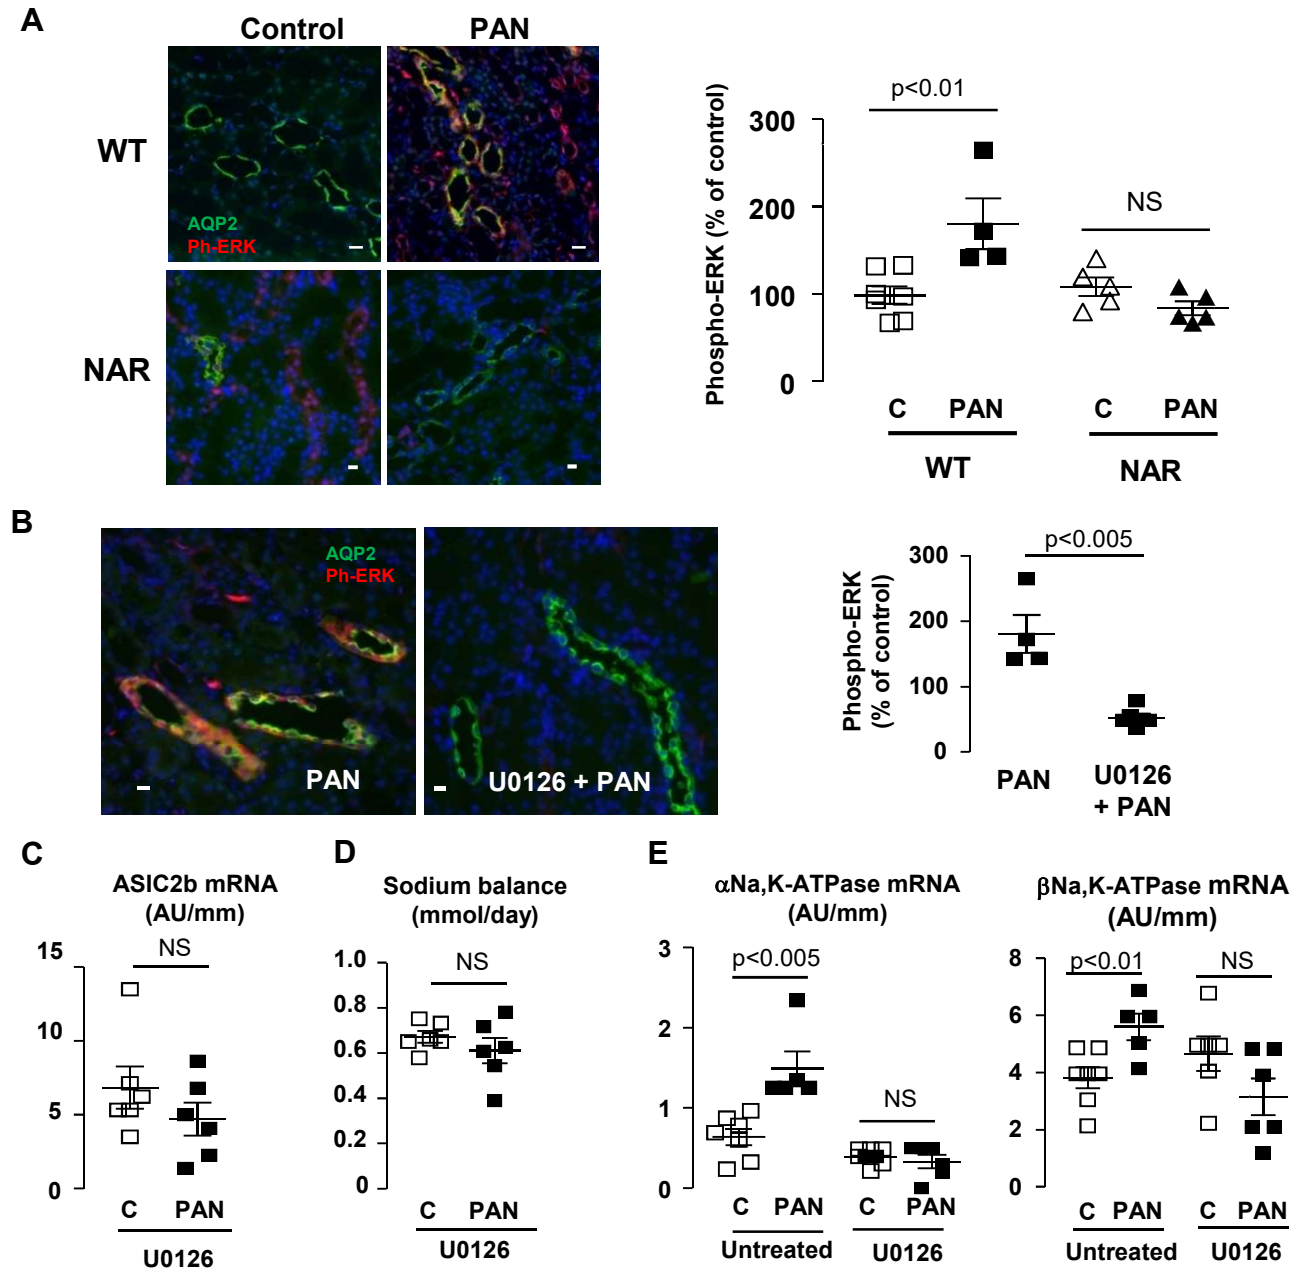 A
Control
PAN
WT
AQP2
Ph-ERK
NAR
Phospho-ERK (% of control)
300
200
100
0
p<0.01
NS
C
PAN
C
PAN
WT
NAR
B
AQP2
Ph-ERK
PAN
U0126 + PAN
Phospho-ERK
(% of control)
300
200
100
0
p<0.005
PAN
U0126
+ PAN
C
ASIC2b mRNA
(AU/mm)
15
10
5
0
NS
C
PAN
U0126
D
Sodium balance
(mmol/day)
1.0
0.8
0.6
0.4
0.2
0
NS
C
PAN
U0126
E
αNa,K-ATPase mRNA
(AU/mm)
3
2
1
0
p<0.005
NS
C
PAN
C
PAN
Untreated
U0126
βNa,K-ATPase mRNA
(AU/mm)
8
6
4
2
0
p<0.01
NS
C
PAN
C
PAN
Untreated
U0126